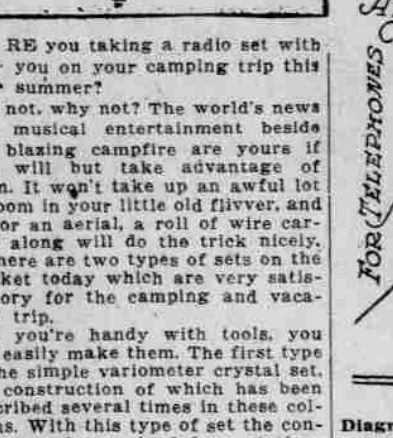 RE you taking a radio set with
you on your camping trip this
summer?
not, why not? The world's news
musical entertainment beside
blazing campfire are yours if
will but take advantage of
n. It won't take up an awful lot
oom in your little old flivver, and
or an aerial, a roll of wire car-
along will do the trick nicely.
here are two types of sets on the
ket today which are very satis-
ory for the camping and vaca-
trip.
you're handy with tools, you
easily make them. The first type
he simple variometer crystal set,
construction of which has been
cribed several times in these col-
ns. With this type of set the con-
FOR TELEPHONES
Diagr